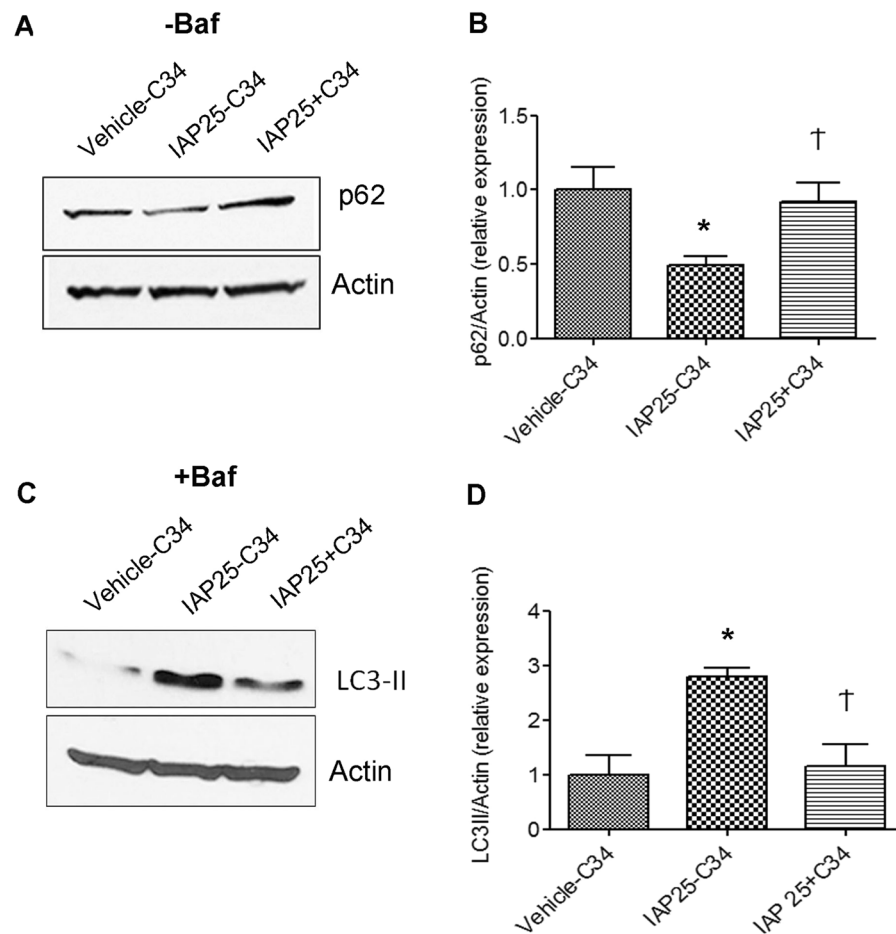 A
-Baf
Vehicle-C34
IAP25-C34
IAP25+C34
p62
Actin
B
p62/Actin (relative expression)
1.5
1.0
0.5
0.0
*
†
Vehicle-C34
IAP25-C34
IAP25+C34
C
+Baf
Vehicle-C34
IAP25-C34
IAP25+C34
LC3-II
Actin
D
LC3II/Actin (relative expression)
4
3
2
1
0
*
†
Vehicle-C34
IAP25-C34
IAP 25+C34